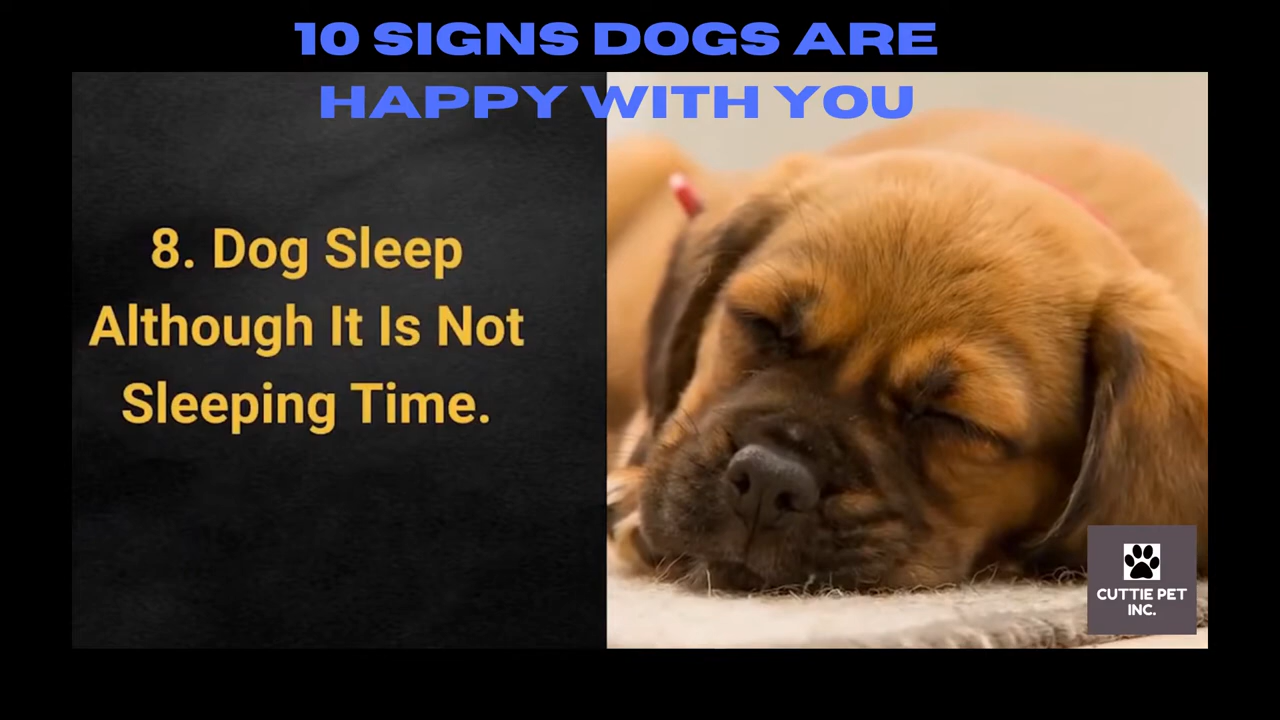 10 SIGNS DOGS ARE
HAPPY WITH YOU
8. Dog Sleep
Although It Is Not
Sleeping Time.
CUTTIE PET
INC.